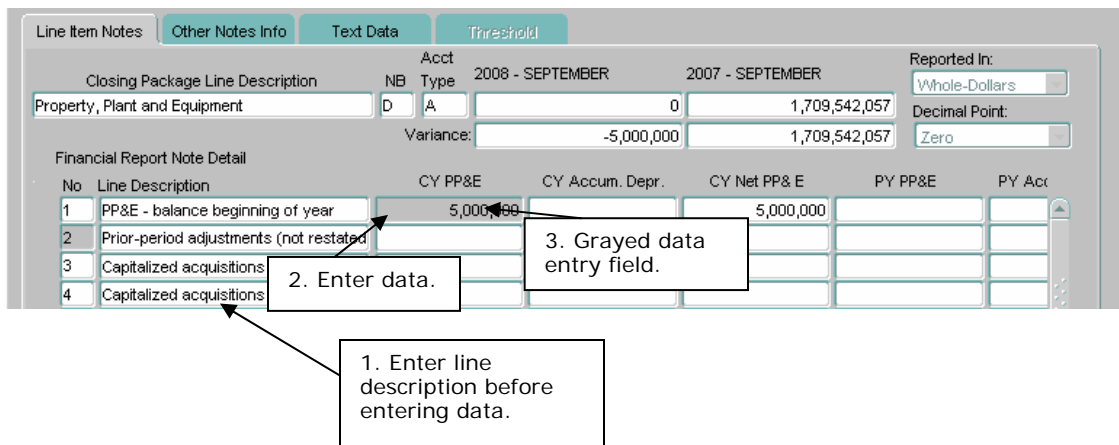 Line Item Notes Other Notes Info Text Data Threshold
Closing Package Line Description NB Acct Type 2008 - SEPTEMBER 2007 - SEPTEMBER Reported In:
Whole-Dollars
Property, Plant and Equipment D A 0 1,709,542,057 Decimal Point:
Variance: -5,000,000 1,709,542,057 Zero
Financial Report Note Detail
No Line Description CY PP&E CY Accum. Depr. CY Net PP& E PY PP&E PY Acc
1 PP&E - balance beginning of year 5,000,000 5,000,000
2 Prior-period adjustments (not restated
3 Capitalized acquisitions
4 Capitalized acquisitions
2. Enter data.
3. Grayed data
entry field.
1. Enter line
description before
entering data.